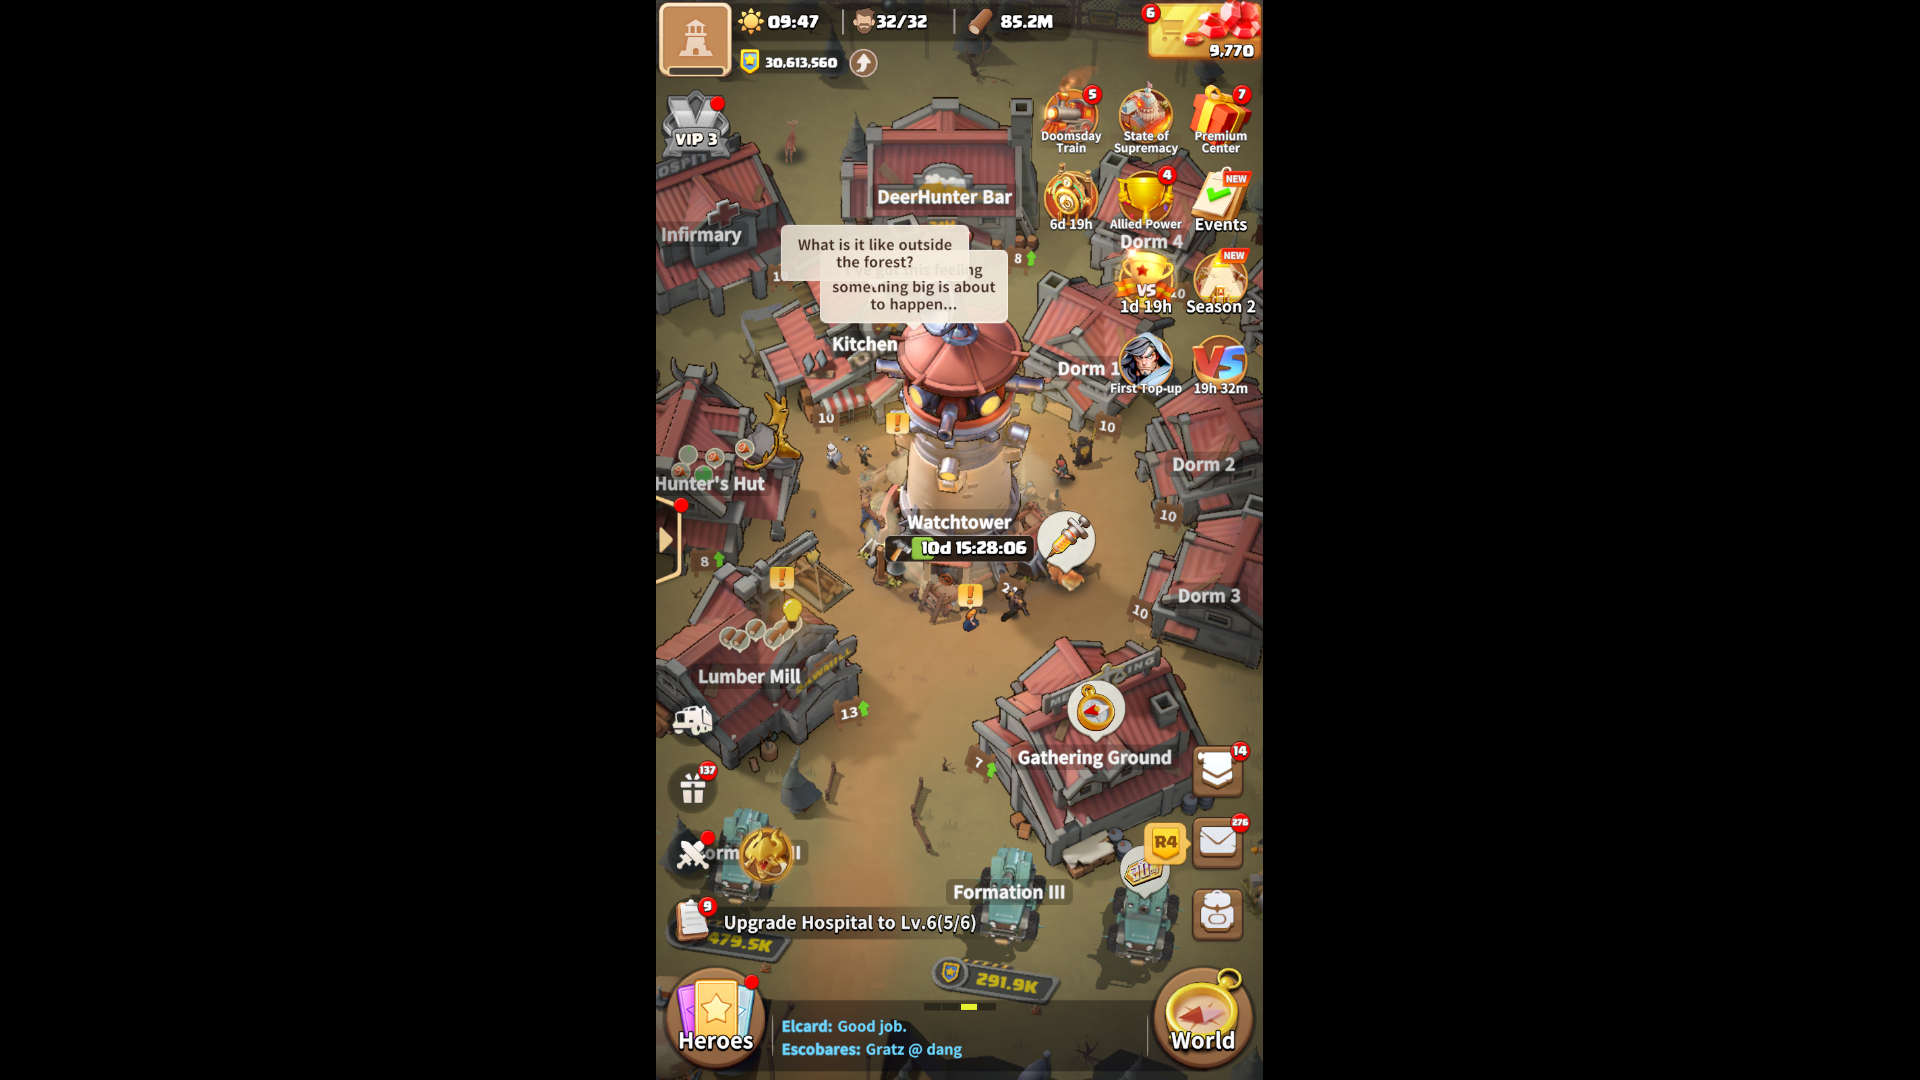 09:47
32/32
85.2M
6
9,770
30,613,560
VIP 3
5
Doomsday
Train
State of
Supremacy
7
Premium
Center
DeerHunter Bar
Infirmary
6d 19h
4
Allied Power
NEW
Events
Dorm 4
What is it like outside
the forest?
something big is about
to happen...
8
10
VS
1d 19h
NEW
Season 2
Kitchen
Dorm 1
First Top-up
VS
19h 32m
10
10
Dorm 2
Hunter's Hut
10
Watchtower
10d 15:28:06
8
Dorm 3
10
Lumber Mill
SAWMILL
13
7
Gathering Ground
14
137
276
R4
Formation III
9
Upgrade Hospital to Lv.6(5/6)
479.5K
291.9K
Heroes
World
Elcard: Good job.
Escobares: Gratz @ dang